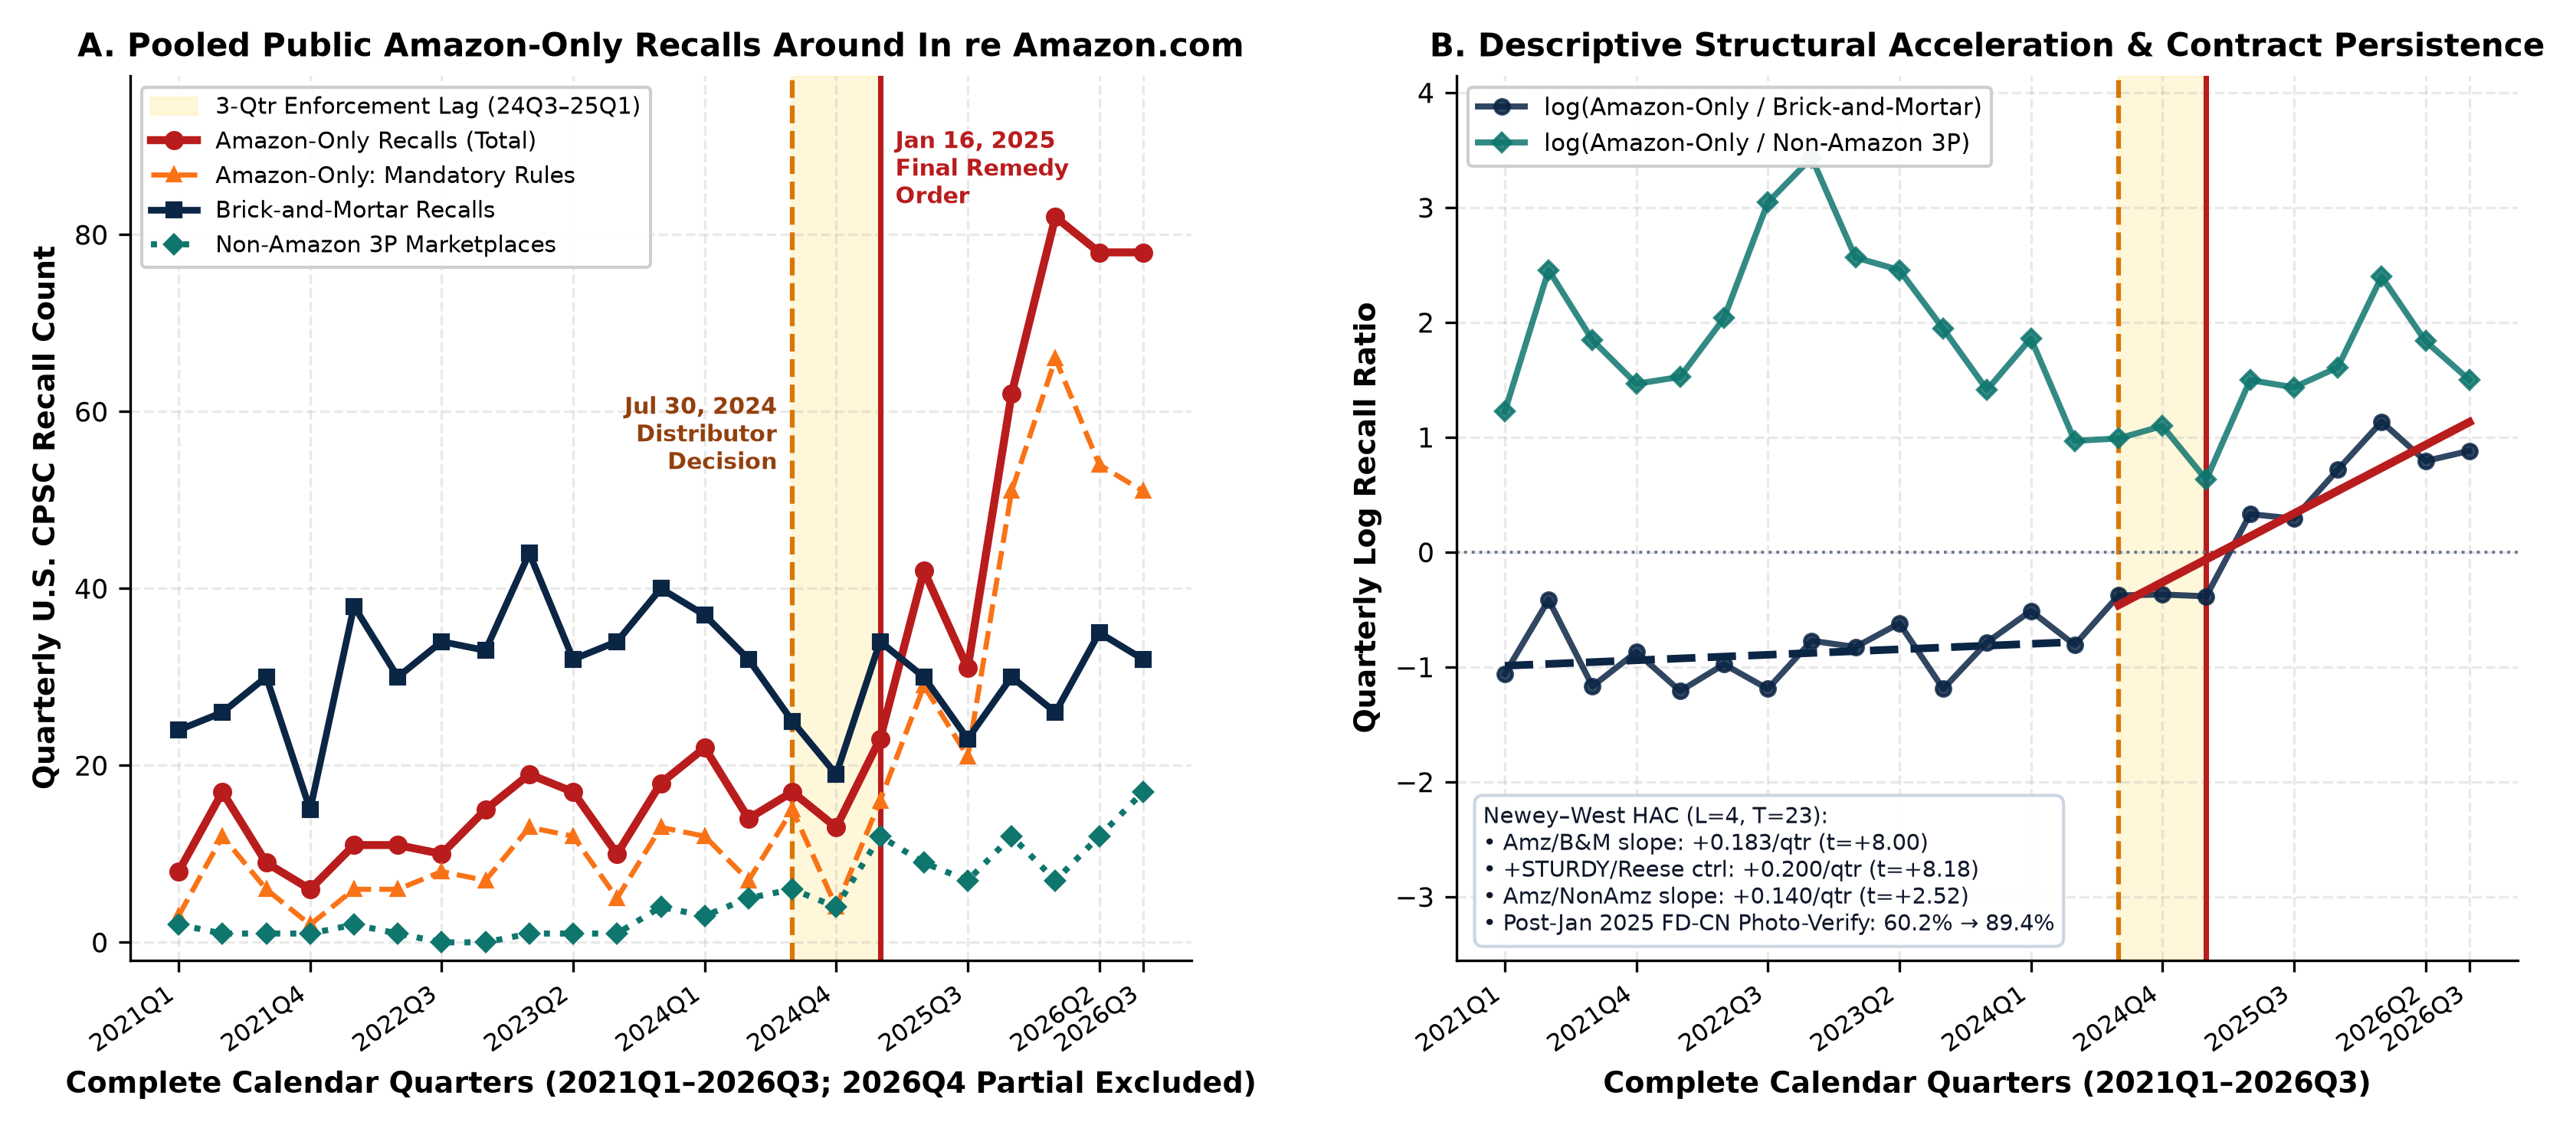 A. Pooled Public Amazon-Only Recalls Around In re Amazon.com
3-Qtr Enforcement Lag (24Q3–25Q1)
Amazon-Only Recalls (Total)
Amazon-Only: Mandatory Rules
Brick-and-Mortar Recalls
Non-Amazon 3P Marketplaces
Jan 16, 2025
Final Remedy
Order
Jul 30, 2024
Distributor
Decision
Quarterly U.S. CPSC Recall Count
80
60
40
20
0
2021Q1
2021Q4
2022Q3
2023Q2
2024Q1
2024Q4
2025Q3
2026Q2
2026Q3
Complete Calendar Quarters (2021Q1–2026Q3; 2026Q4 Partial Excluded)
B. Descriptive Structural Acceleration & Contract Persistence
log(Amazon-Only / Brick-and-Mortar)
log(Amazon-Only / Non-Amazon 3P)
Quarterly Log Recall Ratio
4
3
2
1
0
−1
−2
−3
Newey–West HAC (L=4, T=23):
• Amz/B&M slope: +0.183/qtr (t=+8.00)
• +STURDY/Reese ctrl: +0.200/qtr (t=+8.18)
• Amz/NonAmz slope: +0.140/qtr (t=+2.52)
• Post-Jan 2025 FD-CN Photo-Verify: 60.2% → 89.4%
2021Q1
2021Q4
2022Q3
2023Q2
2024Q1
2024Q4
2025Q3
2026Q2
2026Q3
Complete Calendar Quarters (2021Q1–2026Q3)